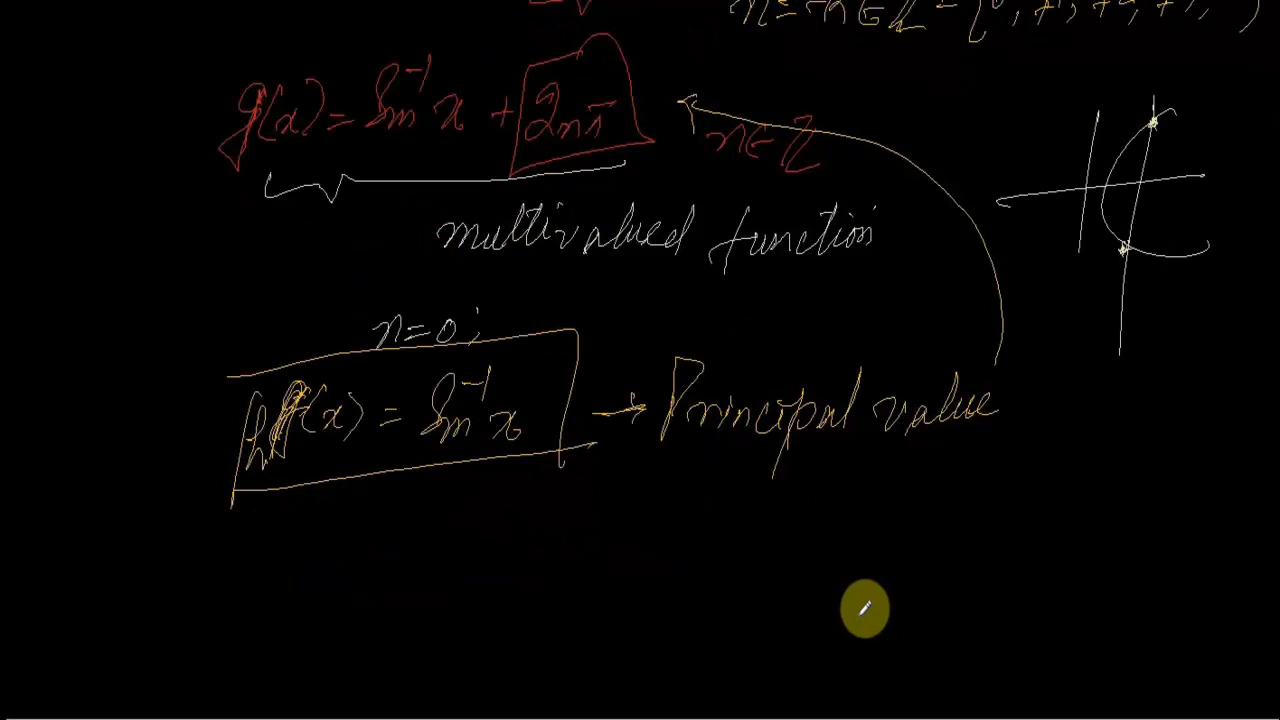 g(x) = Sin⁻¹x + 2nπ n∈ℤ
multivalued function
n=0;
h(x) = Sin⁻¹x → Principal value